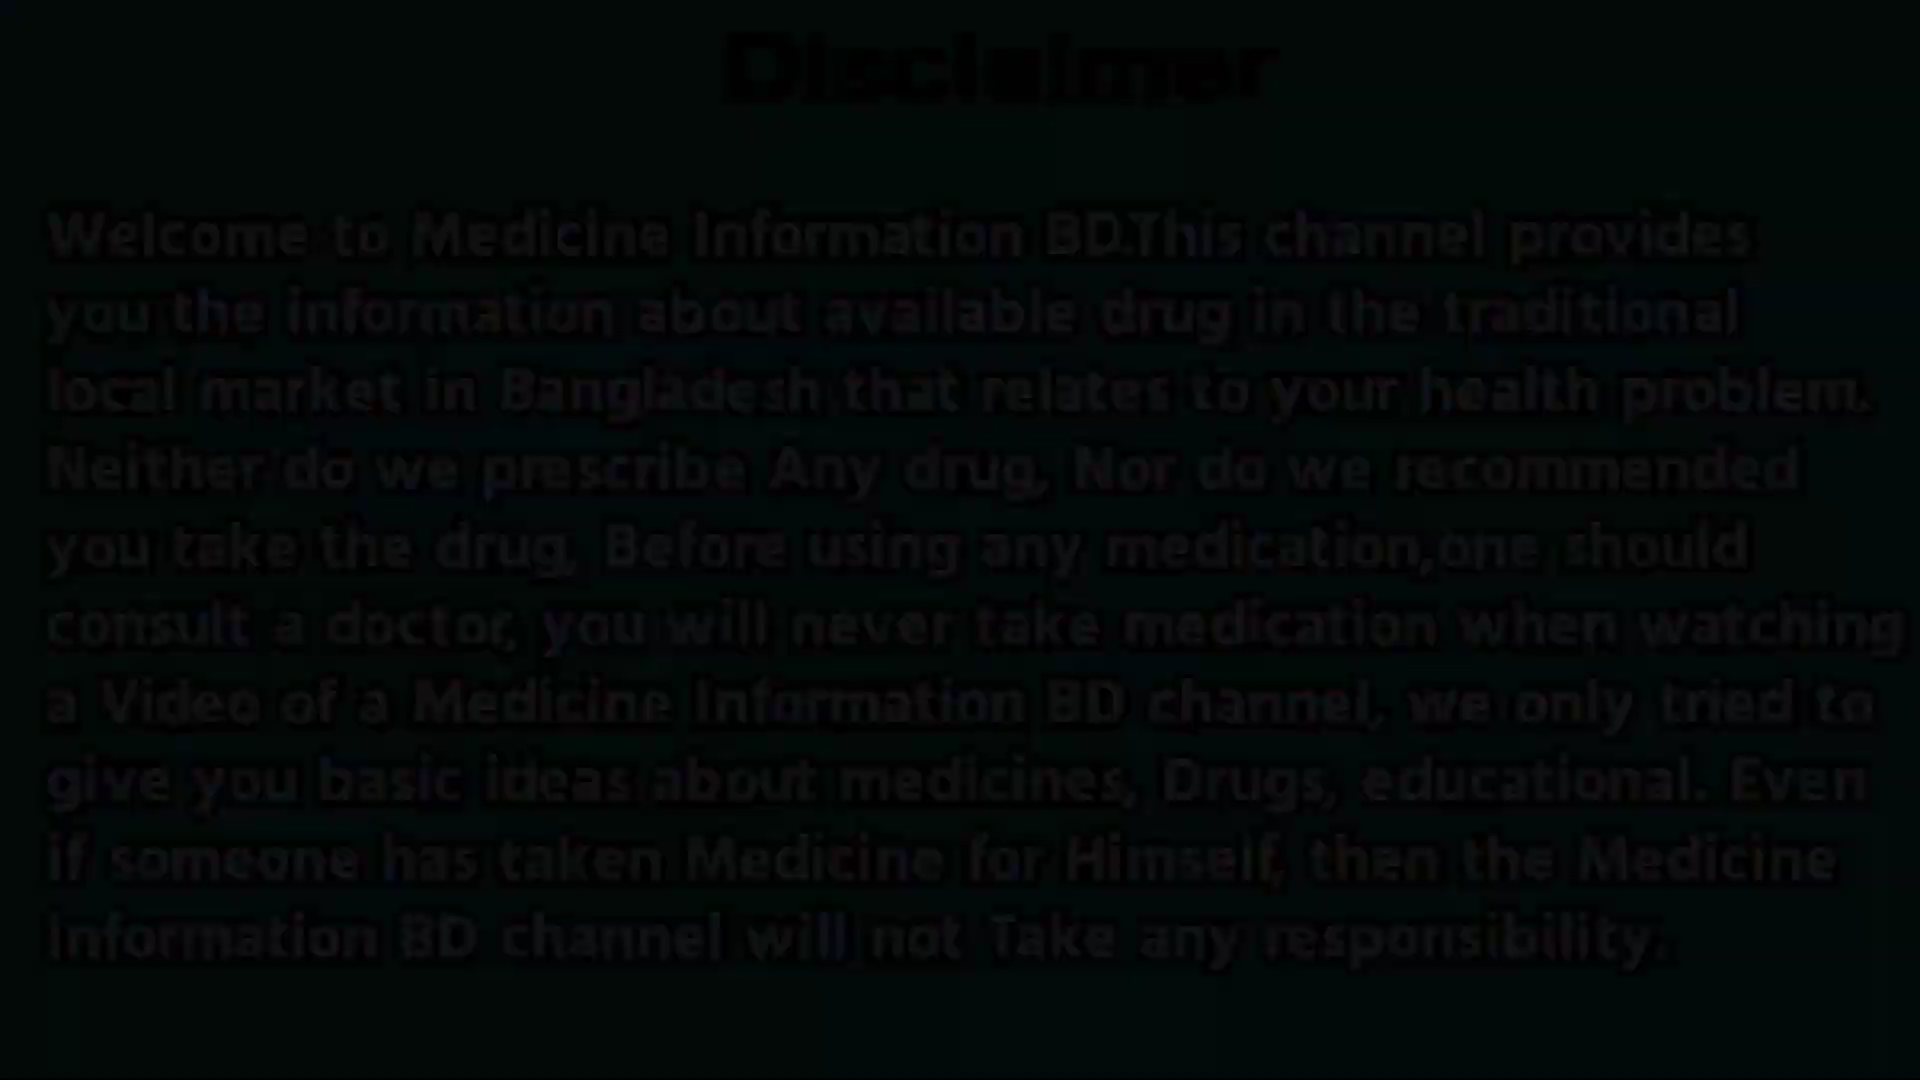 Disclaimer
Welcome to Medicine Information BD.This channel provides
you the information about available drug in the traditional
local market in Bangladesh that relates to your health problem.
Neither do we prescribe Any drug, Nor do we recommended
you take the drug, Before using any medication,one should
consult a doctor, you will never take medication when watching
a Video of a Medicine Information BD channel, we only tried to
give you basic ideas about medicines, Drugs, educational. Even
if someone has taken Medicine for Himself, then the Medicine
Information BD channel will not Take any responsibility.